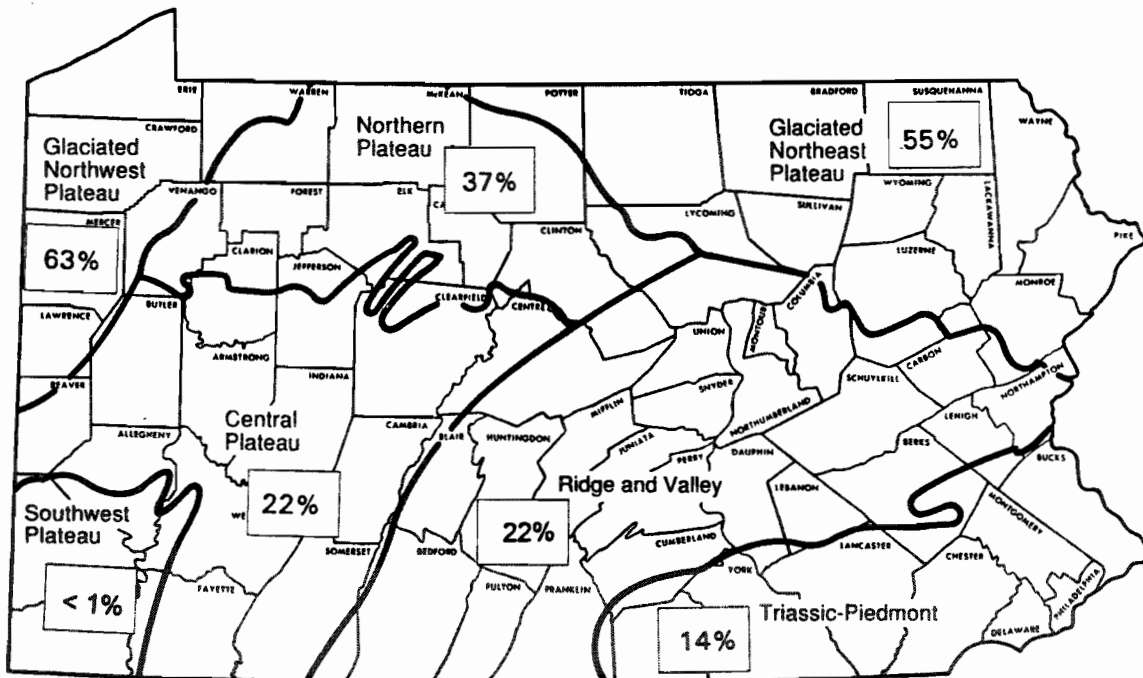 ERIE
WARREN
McKEAN
POTTER
TIOGA
BRADFORD
SUSQUEHANNA
WAYNE
CRAWFORD
Glaciated
Northwest
Plateau
Northern
Plateau
37%
Glaciated
Northeast
Plateau
55%
VENANGO
FOREST
ELK
CA
WYOMING
LACKAWANNA
SULLIVAN
LYCOMING
MERCER
63%
CLARION
JEFFERSON
CLINTON
LUZERNE
PIKE
LAWRENCE
BUTLER
CLEARFIELD
CENTRE
COLUMBIA
MONROE
MONTOUR
UNION
ARMSTRONG
BEAVER
INDIANA
SNYDER
SCHUYLKILL
CARBON
NORTHAMPTON
Central
Plateau
ALLEGHENY
CAMBRIA
BLAIR
HUNTINGDON
MIFFLIN
JUNIATA
NORTHUMBERLAND
LEHIGH
PERRY
DAUPHIN
BERKS
BUCKS
Southwest
Plateau
WE
22%
Ridge and Valley
22%
LEBANON
MONTGOMERY
SOMERSET
BEDFORD
CUMBERLAND
LANCASTER
CHESTER
< 1%
FAYETTE
FULTON
FRANKLIN
YORK
PHILADELPHIA
Triassic-Piedmont
14%
DELAWARE